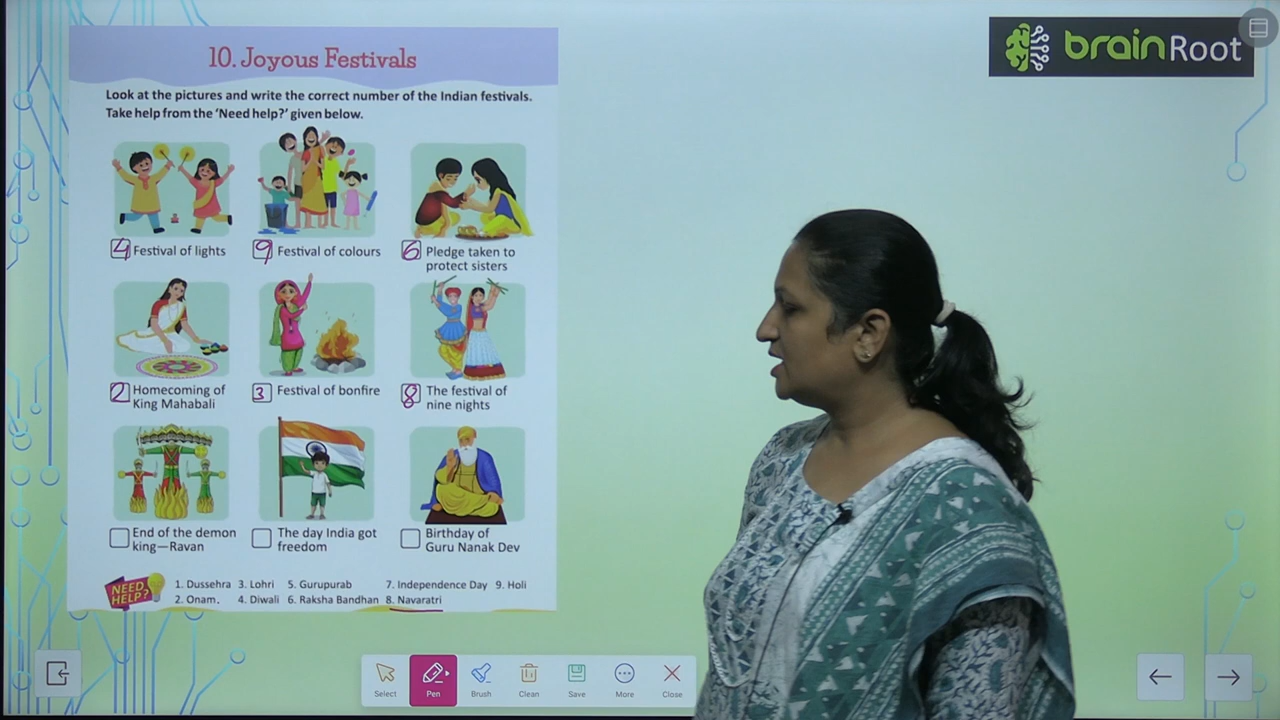 10. Joyous Festivals
brainRoot
Look at the pictures and write the correct number of the Indian festivals.
Take help from the 'Need help?' given below.
4 Festival of lights
9 Festival of colours
6 Pledge taken to
protect sisters
2 Homecoming of
King Mahabali
3 Festival of bonfire
8 The festival of
nine nights
End of the demon
king—Ravan
The day India got
freedom
Birthday of
Guru Nanak Dev
NEED
HELP?
1. Dussehra 3. Lohri 5. Gurupurab 7. Independence Day 9. Holi
2. Onam. 4. Diwali 6. Raksha Bandhan 8. Navaratri
Select Pen Brush Clean Save More Close